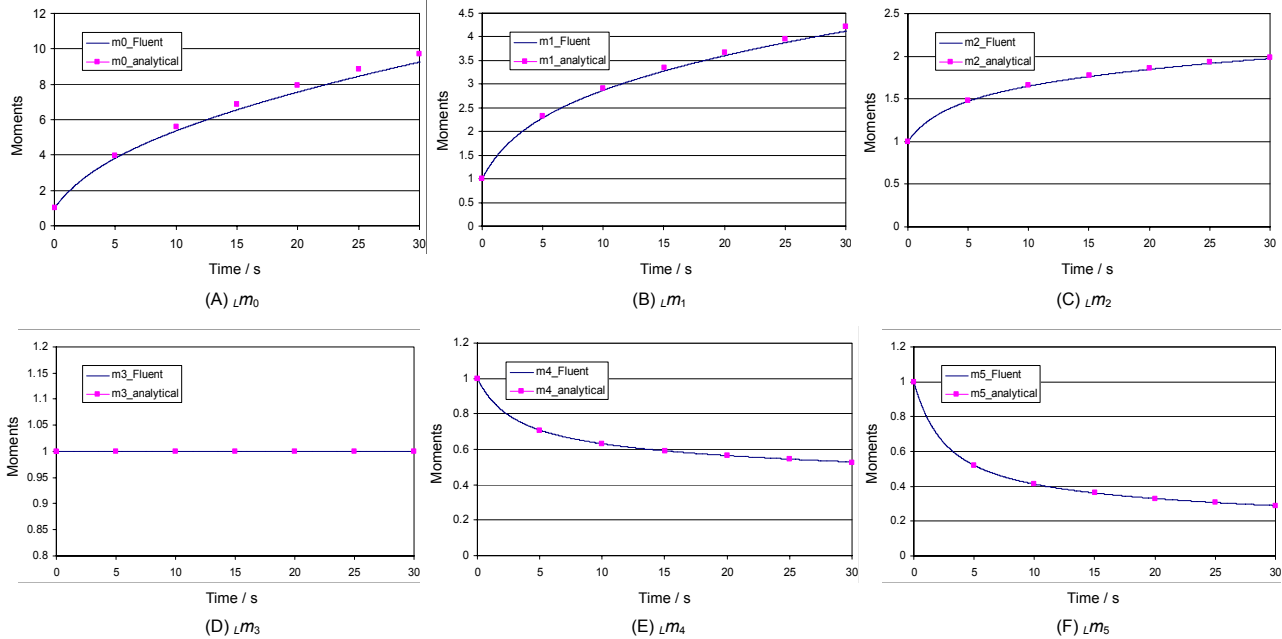 12
10
8
6
4
2
0
Moments
m0_Fluent
m0_analytical
0 5 10 15 20 25 30
Time / s
(A) Lm0
4.5
4
3.5
3
2.5
2
1.5
1
0.5
0
Moments
m1_Fluent
m1_analytical
0 5 10 15 20 25 30
Time / s
(B) Lm1
2.5
2
1.5
1
0.5
0
Moments
m2_Fluent
m2_analytical
0 5 10 15 20 25 30
Time / s
(C) Lm2
1.2
1.15
1.1
1.05
1
0.95
0.9
0.85
0.8
Moments
m3_Fluent
m3_analytical
0 5 10 15 20 25 30
Time / s
(D) Lm3
1.2
1
0.8
0.6
0.4
0.2
0
Moments
m4_Fluent
m4_analytical
0 5 10 15 20 25 30
Time / s
(E) Lm4
1.2
1
0.8
0.6
0.4
0.2
0
Moments
m5_Fluent
m5_analytical
0 5 10 15 20 25 30
Time / s
(F) Lm5